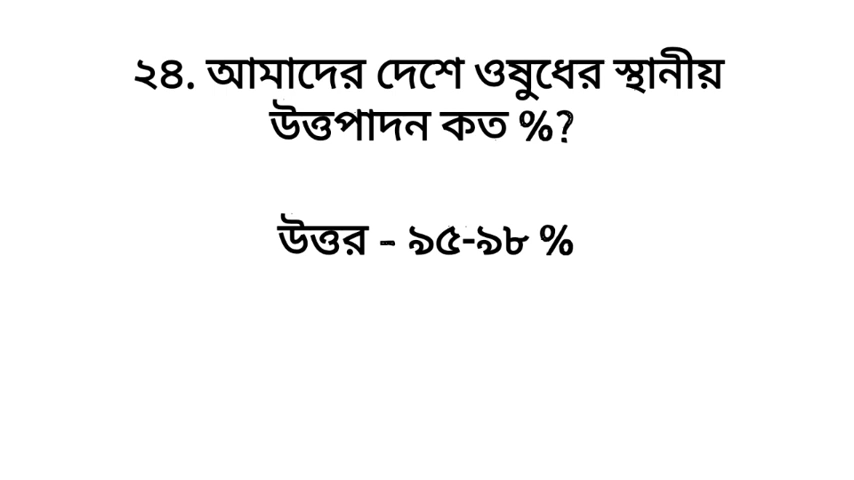 ২৪. আমাদের দেশে ওষুধের স্থানীয়
উত্তপাদন কত %?
উত্তর - ৯৫-৯৮ %